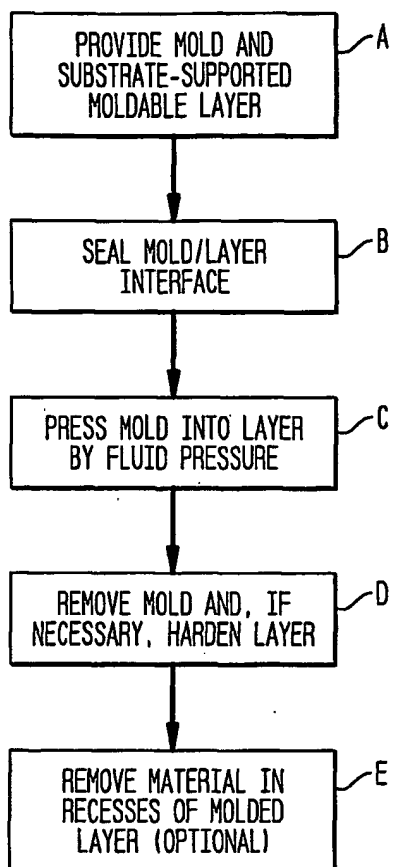 PROVIDE MOLD AND
SUBSTRATE-SUPPORTED
MOLDABLE LAYER
A
SEAL MOLD/LAYER
INTERFACE
B
PRESS MOLD INTO LAYER
BY FLUID PRESSURE
C
REMOVE MOLD AND, IF
NECESSARY, HARDEN LAYER
D
REMOVE MATERIAL IN
RECESSES OF MOLDED
LAYER (OPTIONAL)
E